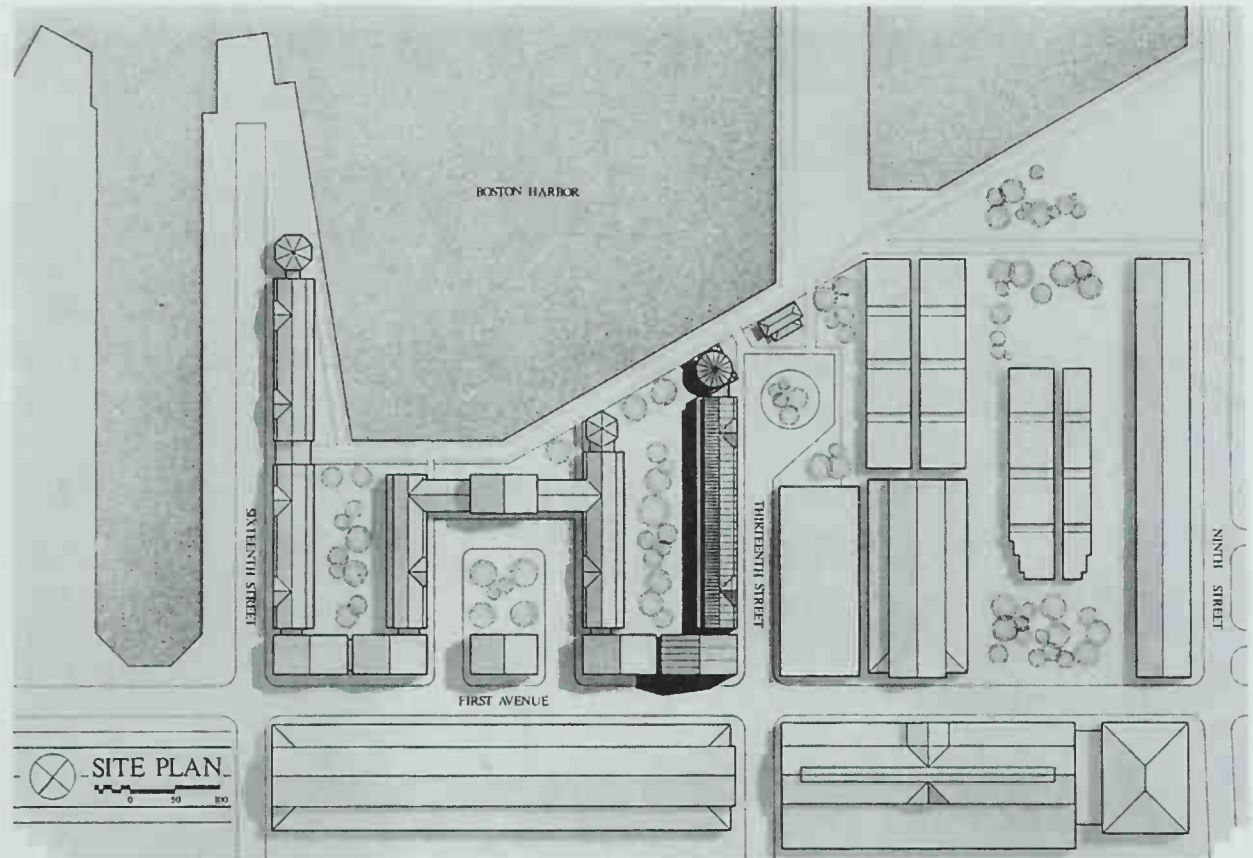 BOSTON HARBOR
SIXTEENTH STREET
THIRTEENTH STREET
NINTH STREET
FIRST AVENUE
SITE PLAN
0 50 100